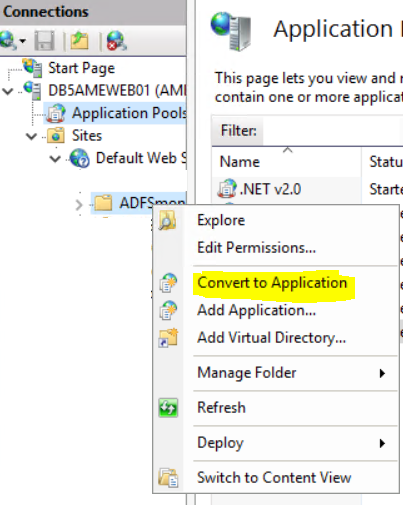 Connections
Application
This page lets you view and
contain one or more applicat
Start Page
DB5AMEWEB01 (AMI
Application Pools
Sites
Default Web S
ADFSmon
Filter:
Name
Statu
.NET v2.0
Starte
Explore
Edit Permissions...
Convert to Application
Add Application...
Add Virtual Directory...
Manage Folder
Refresh
Deploy
Switch to Content View